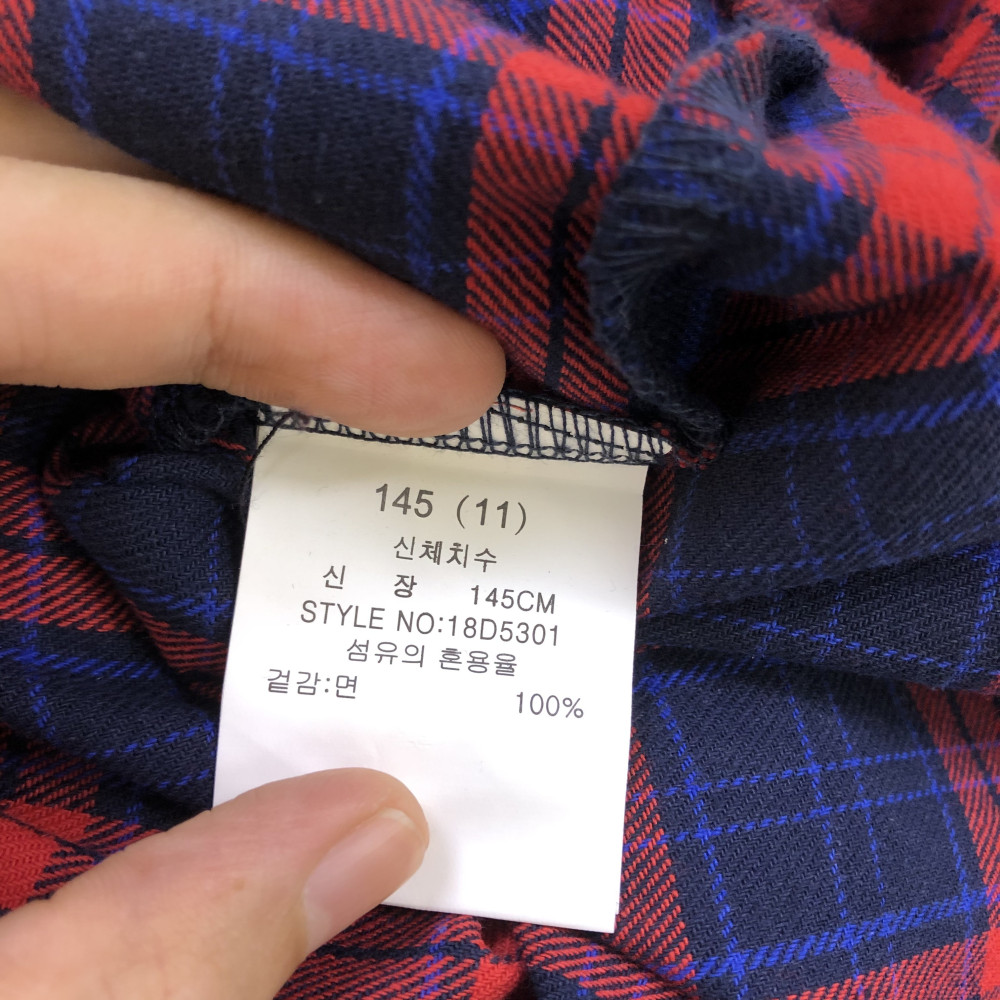 145 (11)
신체치수
신 장 145CM
STYLE NO:18D5301
섬유의 혼용율
겉감:면 100%